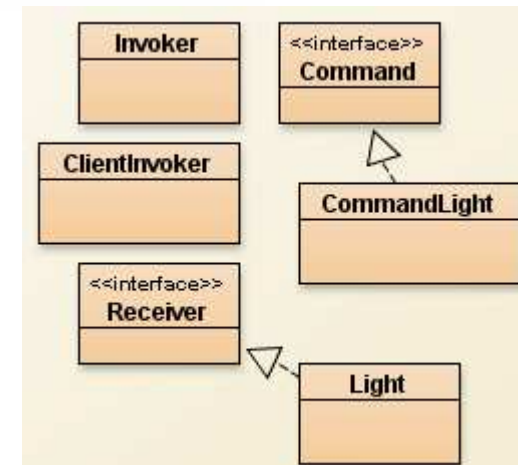 Invoker
<<interface>>
Command
ClientInvoker
CommandLight
<<interface>>
Receiver
Light